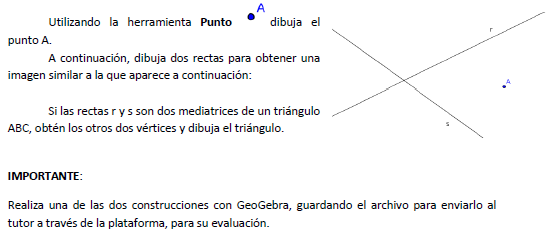 Utilizando la herramienta Punto A dibuja el
punto A.
A continuación, dibuja dos rectas para obtener una
imagen similar a la que aparece a continuación:
Si las rectas r y s son dos mediatrices de un triángulo
ABC, obtén los otros dos vértices y dibuja el triángulo.
r
A
s
IMPORTANTE:
Realiza una de las dos construcciones con GeoGebra, guardando el archivo para enviarlo al
tutor a través de la plataforma, para su evaluación.